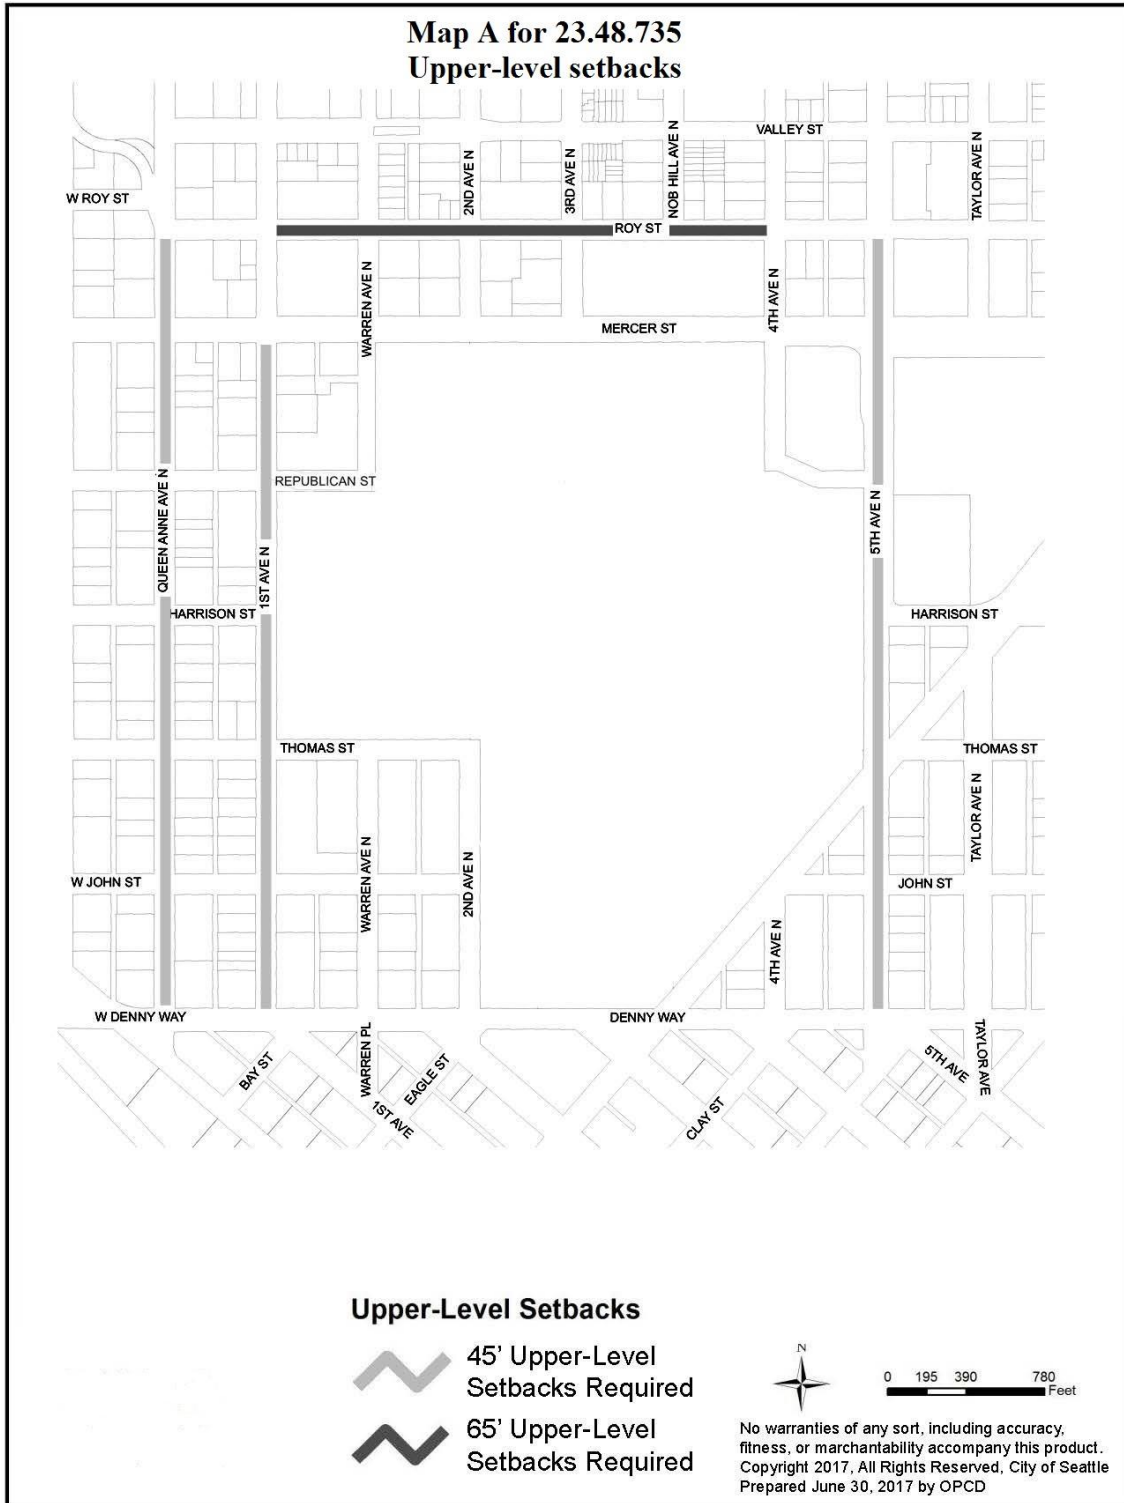 Map A for 23.48.735
Upper-level setbacks
VALLEY ST
NOB HILL AVE N
TAYLOR AVE N
2ND AVE N
3RD AVE N
W ROY ST
ROY ST
WARREN AVE N
4TH AVE N
MERCER ST
QUEEN ANNE AVE N
REPUBLICAN ST
5TH AVE N
1ST AVE N
HARRISON ST
HARRISON ST
THOMAS ST
THOMAS ST
TAYLOR AVE N
WARREN AVE N
2ND AVE N
W JOHN ST
JOHN ST
4TH AVE N
W DENNY WAY
DENNY WAY
BAY ST
WARREN PL
EAGLE ST
1ST AVE
CLAY ST
5TH AVE
TAYLOR AVE
Upper-Level Setbacks
45' Upper-Level
Setbacks Required
65' Upper-Level
Setbacks Required
N
0 195 390 780
Feet
No warranties of any sort, including accuracy,
fitness, or marchantability accompany this product.
Copyright 2017, All Rights Reserved, City of Seattle
Prepared June 30, 2017 by OPCD